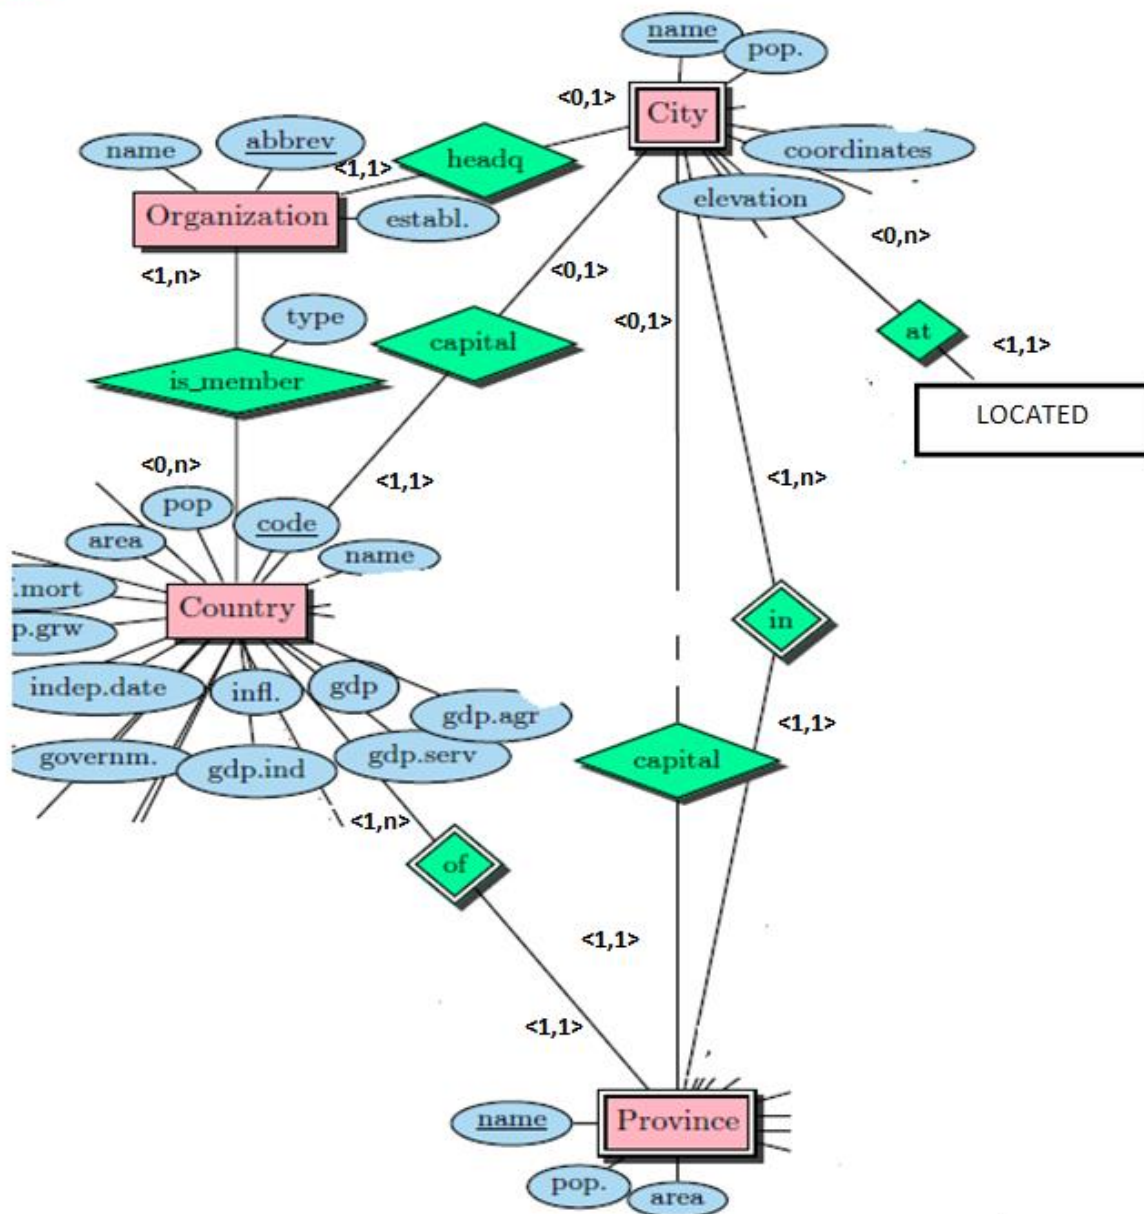 name
pop.
<0,1>
City
name
abbrev
<1,1>
headq
coordinates
elevation
Organization
establ.
<0,n>
<1,n>
<0,1>
type
<0,1>
at
<1,1>
capital
is_member
LOCATED
<0,n>
<1,1>
<1,n>
pop
code
area
name
.mort
Country
in
p.grw
indep.date
infl.
gdp
gdp.agr
<1,1>
governm.
gdp.ind
gdp.serv
capital
<1,n>
of
<1,1>
<1,1>
name
Province
pop.
area